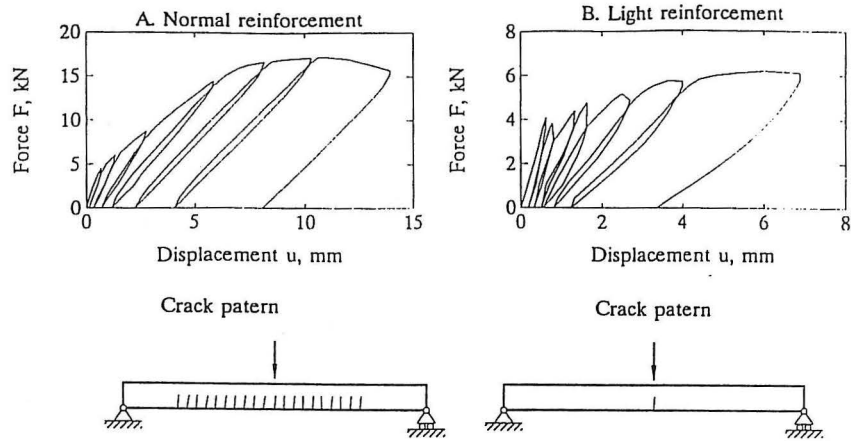 A. Normal reinforcement
20
15
10
5
0
0 5 10 15
Force F, kN
Displacement u, mm
B. Light reinforcement
8
6
4
2
0
0 2 4 6 8
Force F, kN
Displacement u, mm
Crack patern
Crack patern